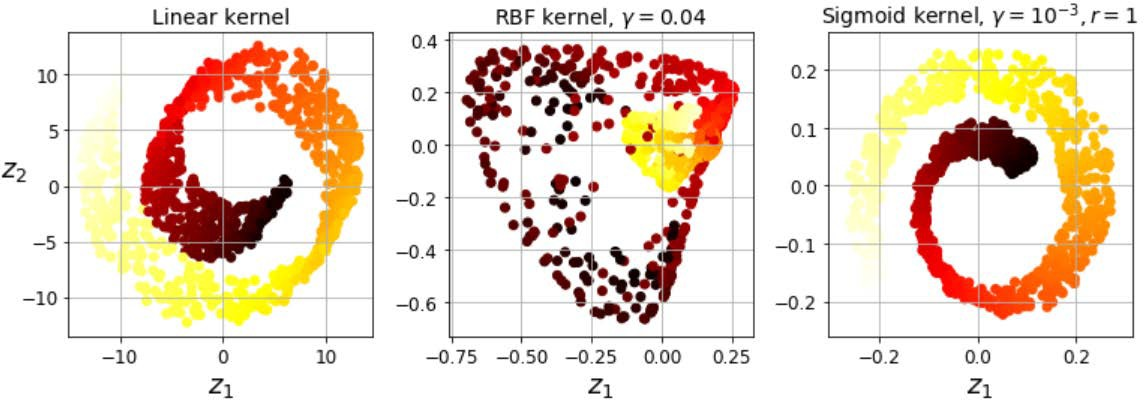 Linear kernel
10
5
0
−5
−10
z₂
−10 0 10
z₁
RBF kernel, γ = 0.04
0.4
0.2
0.0
−0.2
−0.4
−0.6
−0.75 −0.50 −0.25 0.00 0.25
z₁
Sigmoid kernel, γ = 10⁻³, r = 1
0.2
0.1
0.0
−0.1
−0.2
−0.2 0.0 0.2
z₁